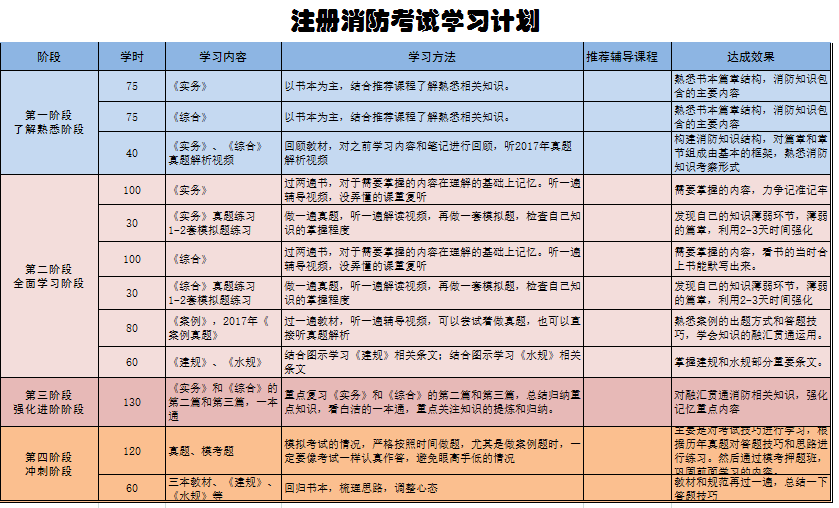 注册消防考试学习计划
阶段 学时 学习内容 学习方法 推荐辅导课程 达成效果
第一阶段
了解熟悉阶段
75 《实务》 以书本为主，结合推荐课程了解熟悉相关知识。 熟悉书本篇章结构，消防知识包
含的主要内容
75 《综合》 以书本为主，结合推荐课程了解熟悉相关知识。 熟悉书本篇章结构，消防知识包
含的主要内容
40 《实务》、《综合》
真题解析视频
回顾教材，对之前学习内容和笔记进行回顾，听2017年真题
解析视频
构建消防知识结构，对篇章和章
节组成由基本的框架，熟悉消防
知识考察形式
第二阶段
全面学习阶段
100 《实务》
过两遍书，对于需要掌握的内容在理解的基础上记忆。听一遍
辅导视频，没弄懂的课重复听
需要掌握的内容，力争记准记牢
30 《实务》真题练习
1-2套模拟题练习
做一遍真题，听一遍解读视频，再做一套模拟题，检查自己知
识的掌握程度
发现自己的知识薄弱环节，薄弱
的篇章，利用2-3天时间强化
100 《综合》
过两遍书，对于需要掌握的内容在理解的基础上记忆。听一遍
辅导视频，没弄懂的课重复听
需要掌握的内容，看书的当时合
上书能默写出来。
30 《综合》真题练习
1-2套模拟题练习
做一遍真题，听一遍解读视频，再做一套模拟题，检查自己知
识的掌握程度
发现自己的知识薄弱环节，薄弱
的篇章，利用2-3天时间强化
80 《案例》，2017年《
案例真题》
过一遍教材，听一遍辅导视频，可以尝试着做真题，也可以直
接听真题解析
熟悉案例的出题方式和答题技
巧，学会知识的融汇贯通运用。
60 《建规》、《水规》
结合图示学习《建规》相关条文；结合图示学习《水规》相关
条文
掌握建规和水规部分重要条文。
第三阶段
强化进阶阶段
130 《实务》和《综合》的
第二篇和第三篇，一本
通
重点复习《实务》和《综合》的第二篇和第三篇，总结归纳重
点知识，看白洁的一本通，重点关注知识的提炼和归纳。
对融汇贯通消防相关知识，强化
记忆重点内容
第四阶段
冲刺阶段
120 真题、模考题
模拟考试的情况，严格按照时间做题，尤其是做案例题时，一
定要像考试一样认真作答，避免眼高手低的情况
主要是对考试技巧进行学习，根
据历年真题对答题技巧和思路进
行练习。然后通过模考押题班，
巩固前面学习的内容。
60 三本教材、《建规》、
《水规》等
回归书本，梳理思路，调整心态
教材和规范再过一遍，总结一下
答题技巧